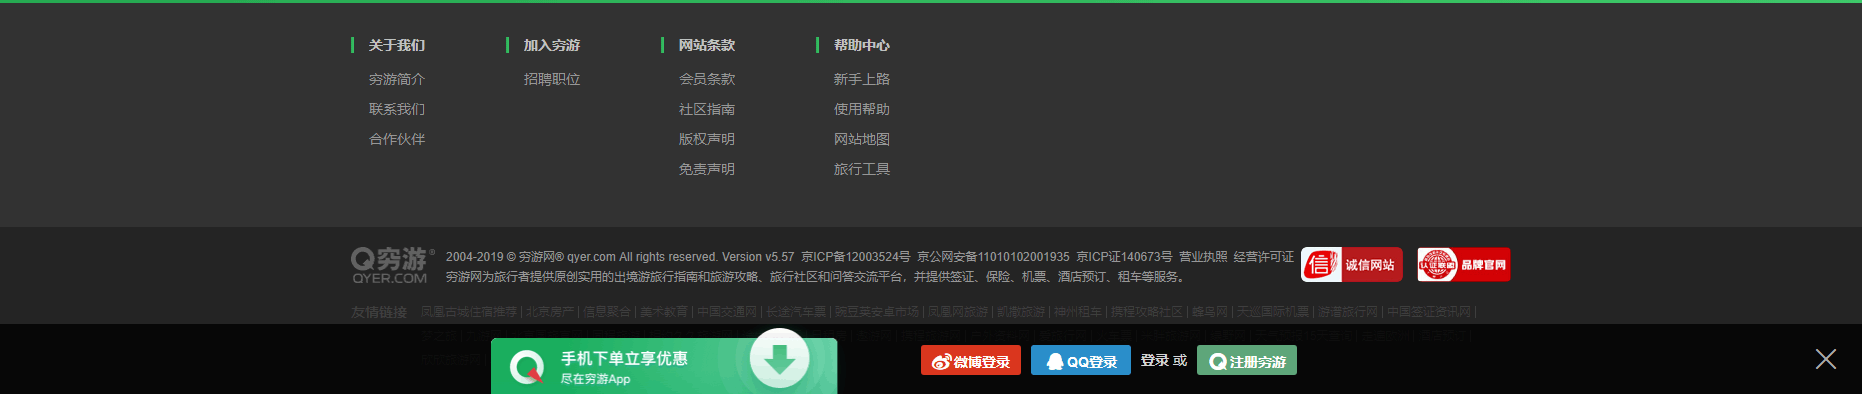 关于我们 加入穷游 网站条款 帮助中心
穷游简介 招聘职位 会员条款 新手上路
联系我们 社区指南 使用帮助
合作伙伴 版权声明 网站地图
免责声明 旅行工具
Q穷游® 2004-2019 © 穷游网® qyer.com All rights reserved. Version v5.57 京ICP备12003524号 京公网安备11010102001935 京ICP证140673号 营业执照 经营许可证 信 诚信网站 认证联盟 品牌官网
QYER.COM 穷游网为旅行者提供原创实用的出境游旅行指南和旅游攻略、旅行社区和问答交流平台，并提供签证、保险、机票、酒店预订、租车等服务。
友情链接 凤凰古城住宿推荐 | 北京房产 | 信息聚合 | 美术教育 | 中国交通网 | 长途汽车票 | 豌豆荚安卓市场 | 凤凰网旅游 | 凯撒旅游 | 神州租车 | 携程攻略社区 | 蜂鸟网 | 天巡国际机票 | 游谱旅行网 | 中国签证资讯网 |
手机下单立享优惠 微博登录 QQ登录 登录 或 注册穷游
尽在穷游App